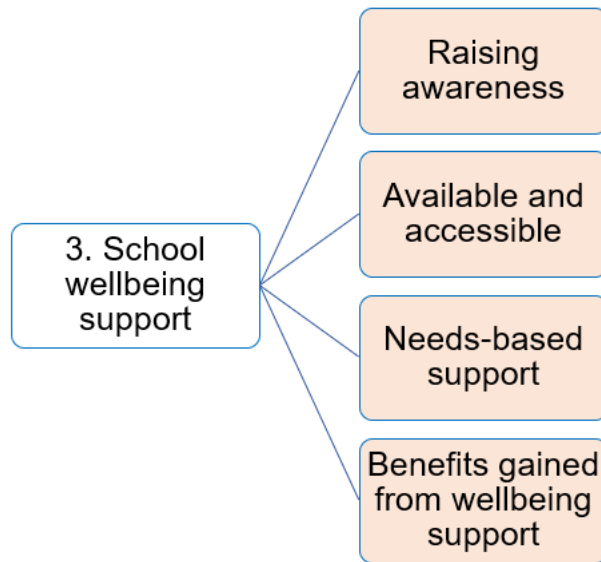 Raising
awareness
Available and
accessible
3. School
wellbeing
support
Needs-based
support
Benefits gained
from wellbeing
support